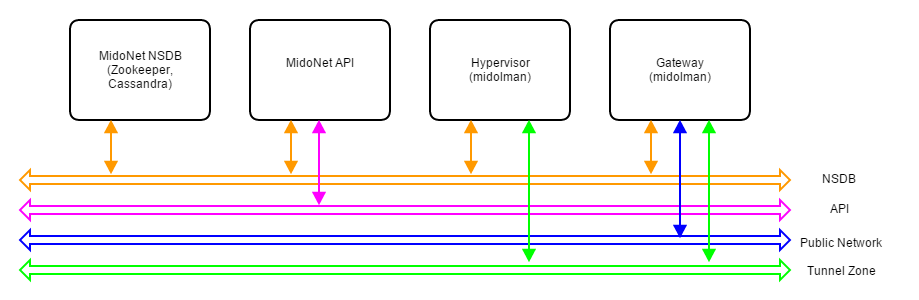 MidoNet NSDB
(Zookeeper,
Cassandra)
MidoNet API
Hypervisor
(midolman)
Gateway
(midolman)
NSDB
API
Public Network
Tunnel Zone